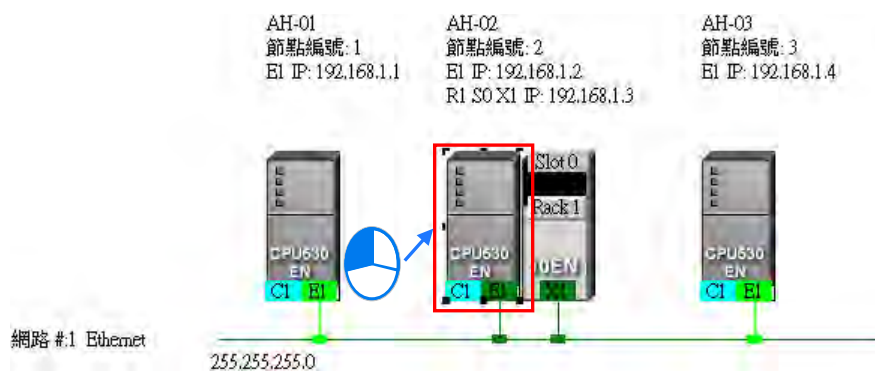 AH-01
節點編號: 1
E1 IP: 192.168.1.1
AH-02
節點編號: 2
E1 IP: 192.168.1.2
R1 S0 X1 IP: 192.168.1.3
AH-03
節點編號: 3
E1 IP: 192.168.1.4
CPU530
EN
C1 E1
CPU530
EN
C1 E1
Slot 0
Rack 1
00EN
X1
CPU530
EN
C1 E1
網路 #:1 Ethernet
255.255.255.0